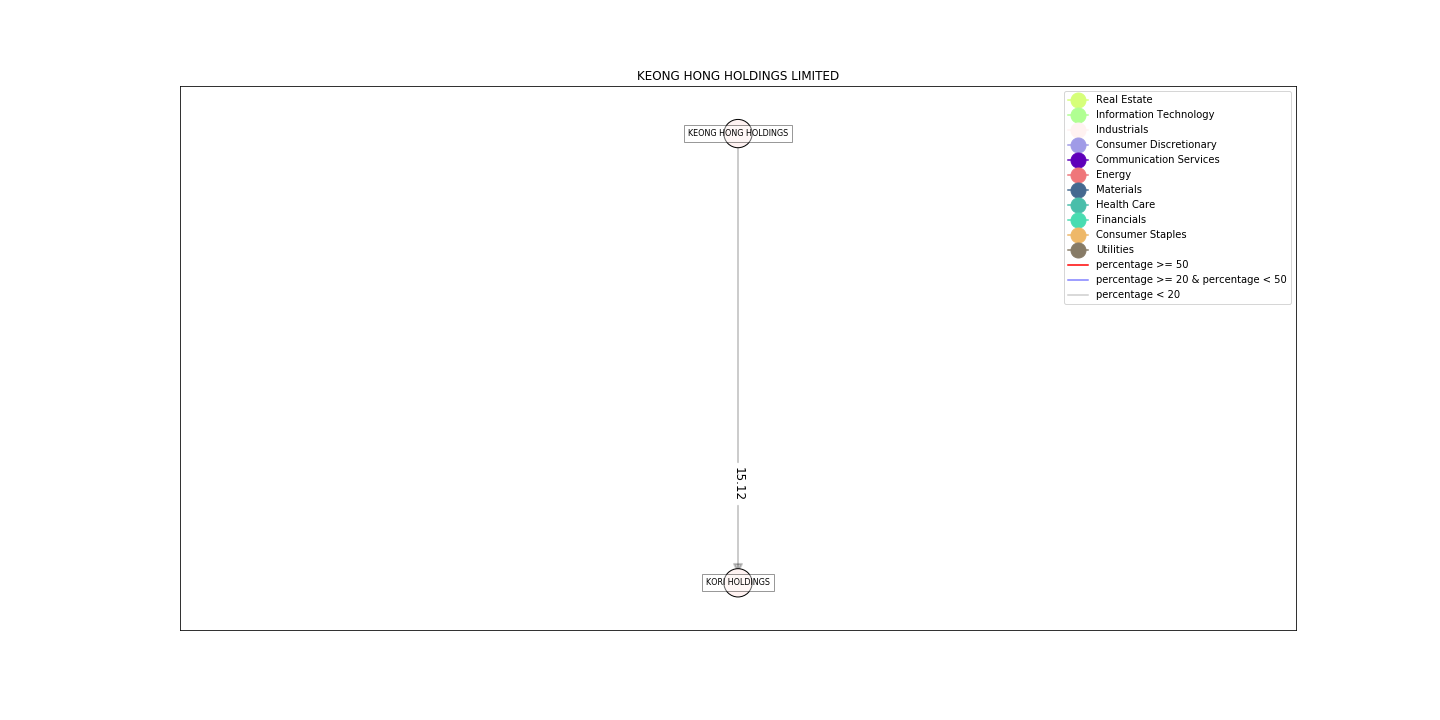 KEONG HONG HOLDINGS LIMITED
KEONG HONG HOLDINGS
Real Estate
Information Technology
Industrials
Consumer Discretionary
Communication Services
Energy
Materials
Health Care
Financials
Consumer Staples
Utilities
percentage >= 50
percentage >= 20 & percentage < 50
percentage < 20
15.12
KORI HOLDINGS